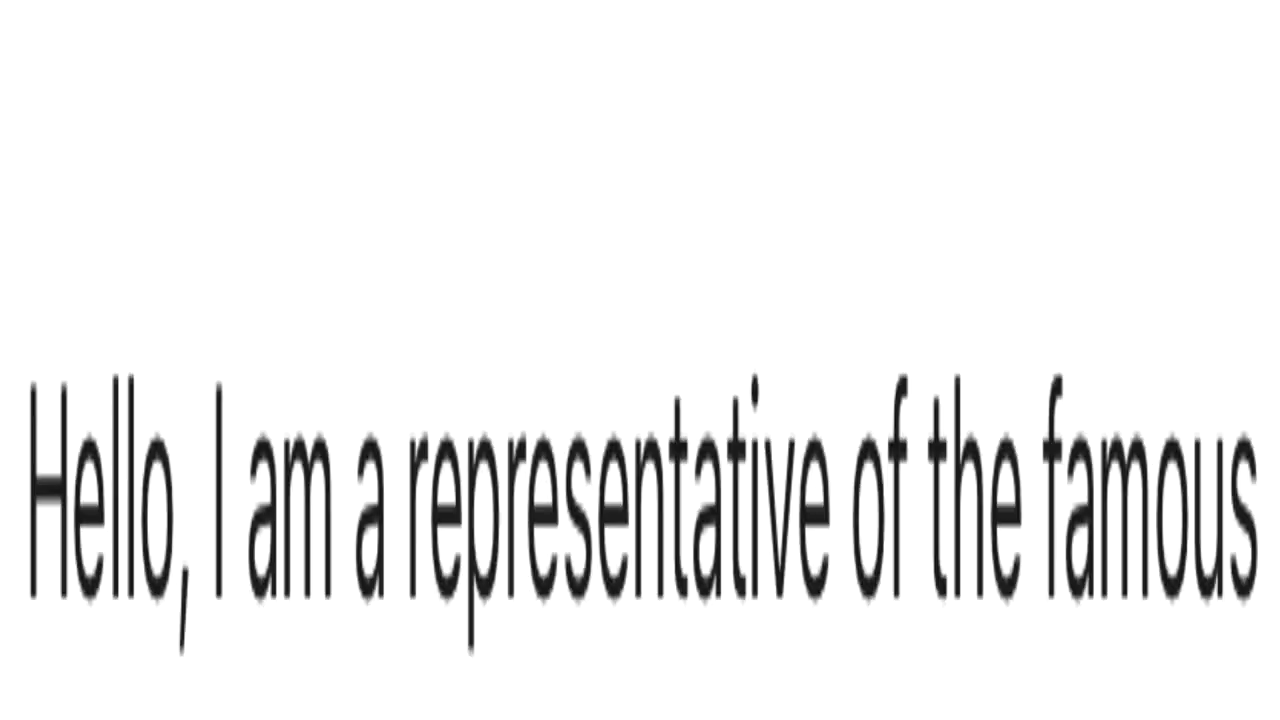 Hello, I am a representative of the famous